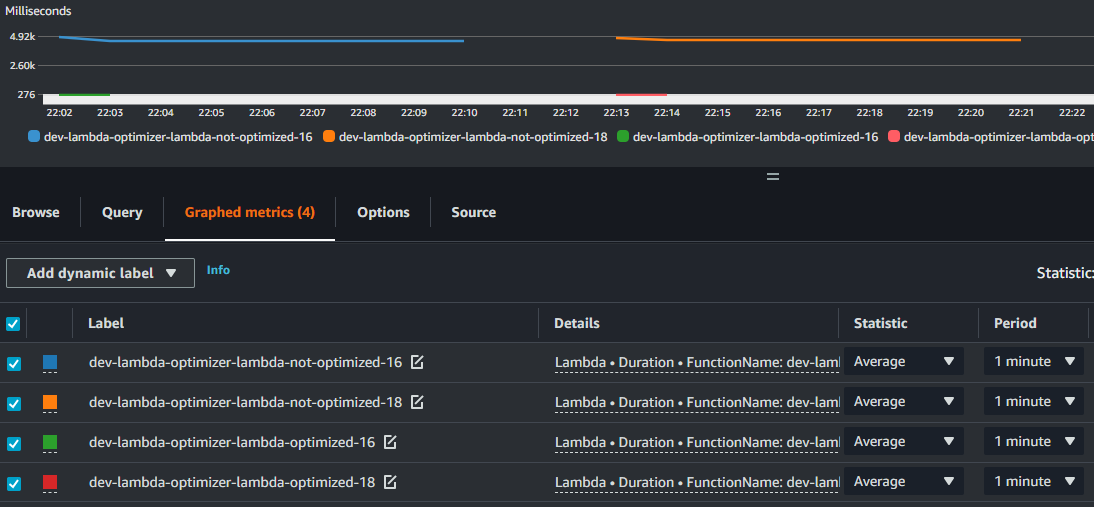 Milliseconds
4.92k
2.60k
276
22:02 22:03 22:04 22:05 22:06 22:07 22:08 22:09 22:10 22:11 22:12 22:13 22:14 22:15 22:16 22:17 22:18 22:19 22:20 22:21 22:22
dev-lambda-optimizer-lambda-not-optimized-16 dev-lambda-optimizer-lambda-not-optimized-18 dev-lambda-optimizer-lambda-optimized-16 dev-lambda-optimizer-lambda-opt
Browse Query Graphed metrics (4) Options Source
Add dynamic label Info Statistic:
Label Details Statistic Period
dev-lambda-optimizer-lambda-not-optimized-16 Lambda • Duration • FunctionName: dev-laml Average 1 minute
dev-lambda-optimizer-lambda-not-optimized-18 Lambda • Duration • FunctionName: dev-laml Average 1 minute
dev-lambda-optimizer-lambda-optimized-16 Lambda • Duration • FunctionName: dev-laml Average 1 minute
dev-lambda-optimizer-lambda-optimized-18 Lambda • Duration • FunctionName: dev-laml Average 1 minute